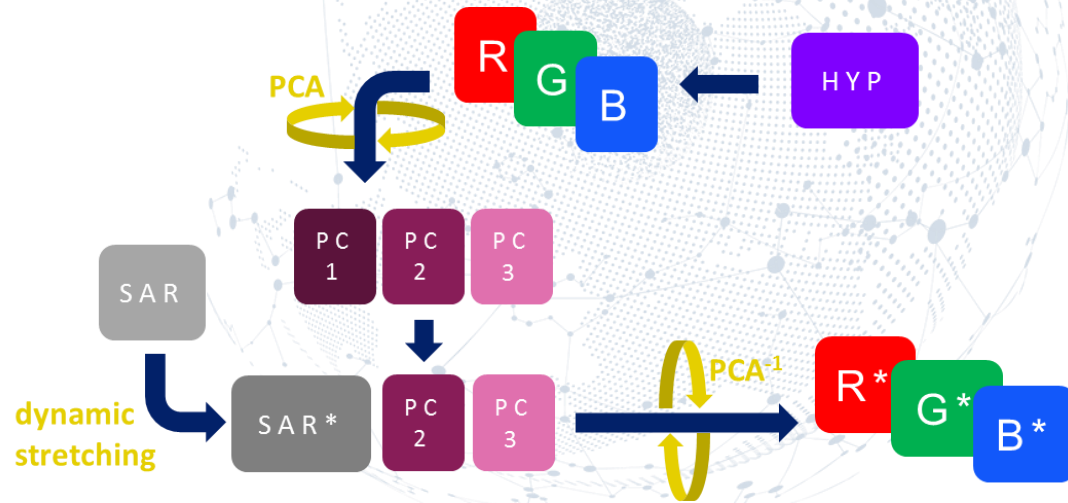 R
G
B
HYP
PCA
PC
1
PC
2
PC
3
SAR
dynamic
stretching
SAR*
PC
2
PC
3
PCA-1
R*
G*
B*